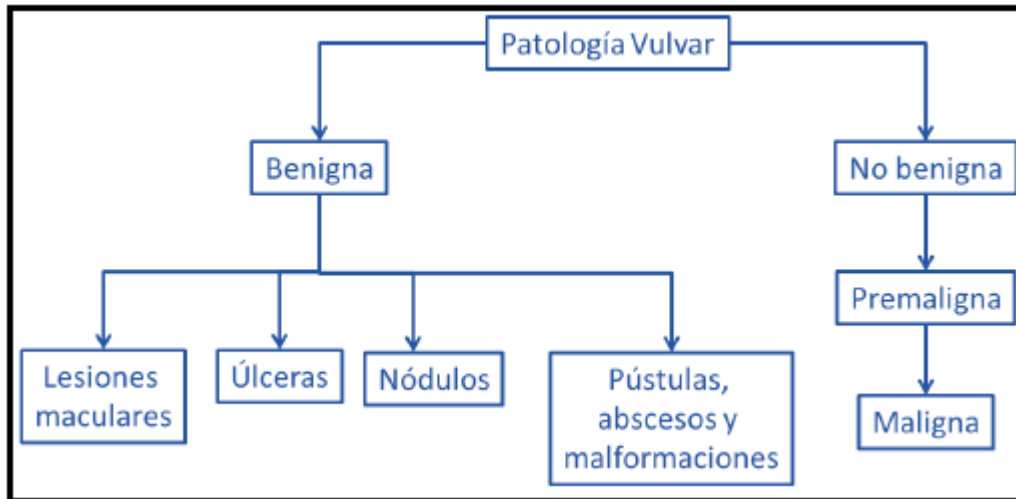 Patología Vulvar
Benigna
No benigna
Premaligna
Lesiones
maculares
Úlceras
Nódulos
Pústulas,
abscesos y
malformaciones
Maligna